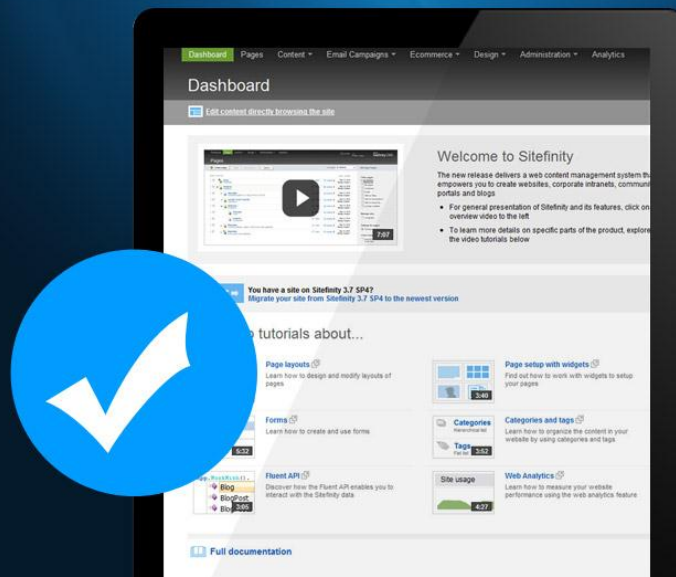 Dashboard Pages Content Email Campaigns Ecommerce Design Administration Analytics
Dashboard
Edit content directly browsing the site
Pages
7:07
Welcome to Sitefinity
The new release delivers a web content management system
empowers you to create websites, corporate intranets,
portals and blogs
• For general presentation of Sitefinity and its features, click
overview video to the left
• To learn more details on specific parts of the product, explore
the video tutorials below
You have a site on Sitefinity 3.7 SP4?
Migrate your site from Sitefinity 3.7 SP4 to the newest version
tutorials about...
Page layouts
Learn how to design and modify layouts of
pages
3:40
Page setup with widgets
Find out how to work with widgets to setup
your pages
5:32
Forms
Learn how to create and use forms
Categories
Hierarchical list
Tags
Flat list
3:52
Categories and tags
Learn how to organize the content in your
website by using categories and tags.
Blog
BlogPost
3:05
Fluent API
Discover how the Fluent API enables you to
interact with the Sitefinity data
Site usage
4:27
Web Analytics
Learn how to measure your website
performance using the web analytics feature
Full documentation